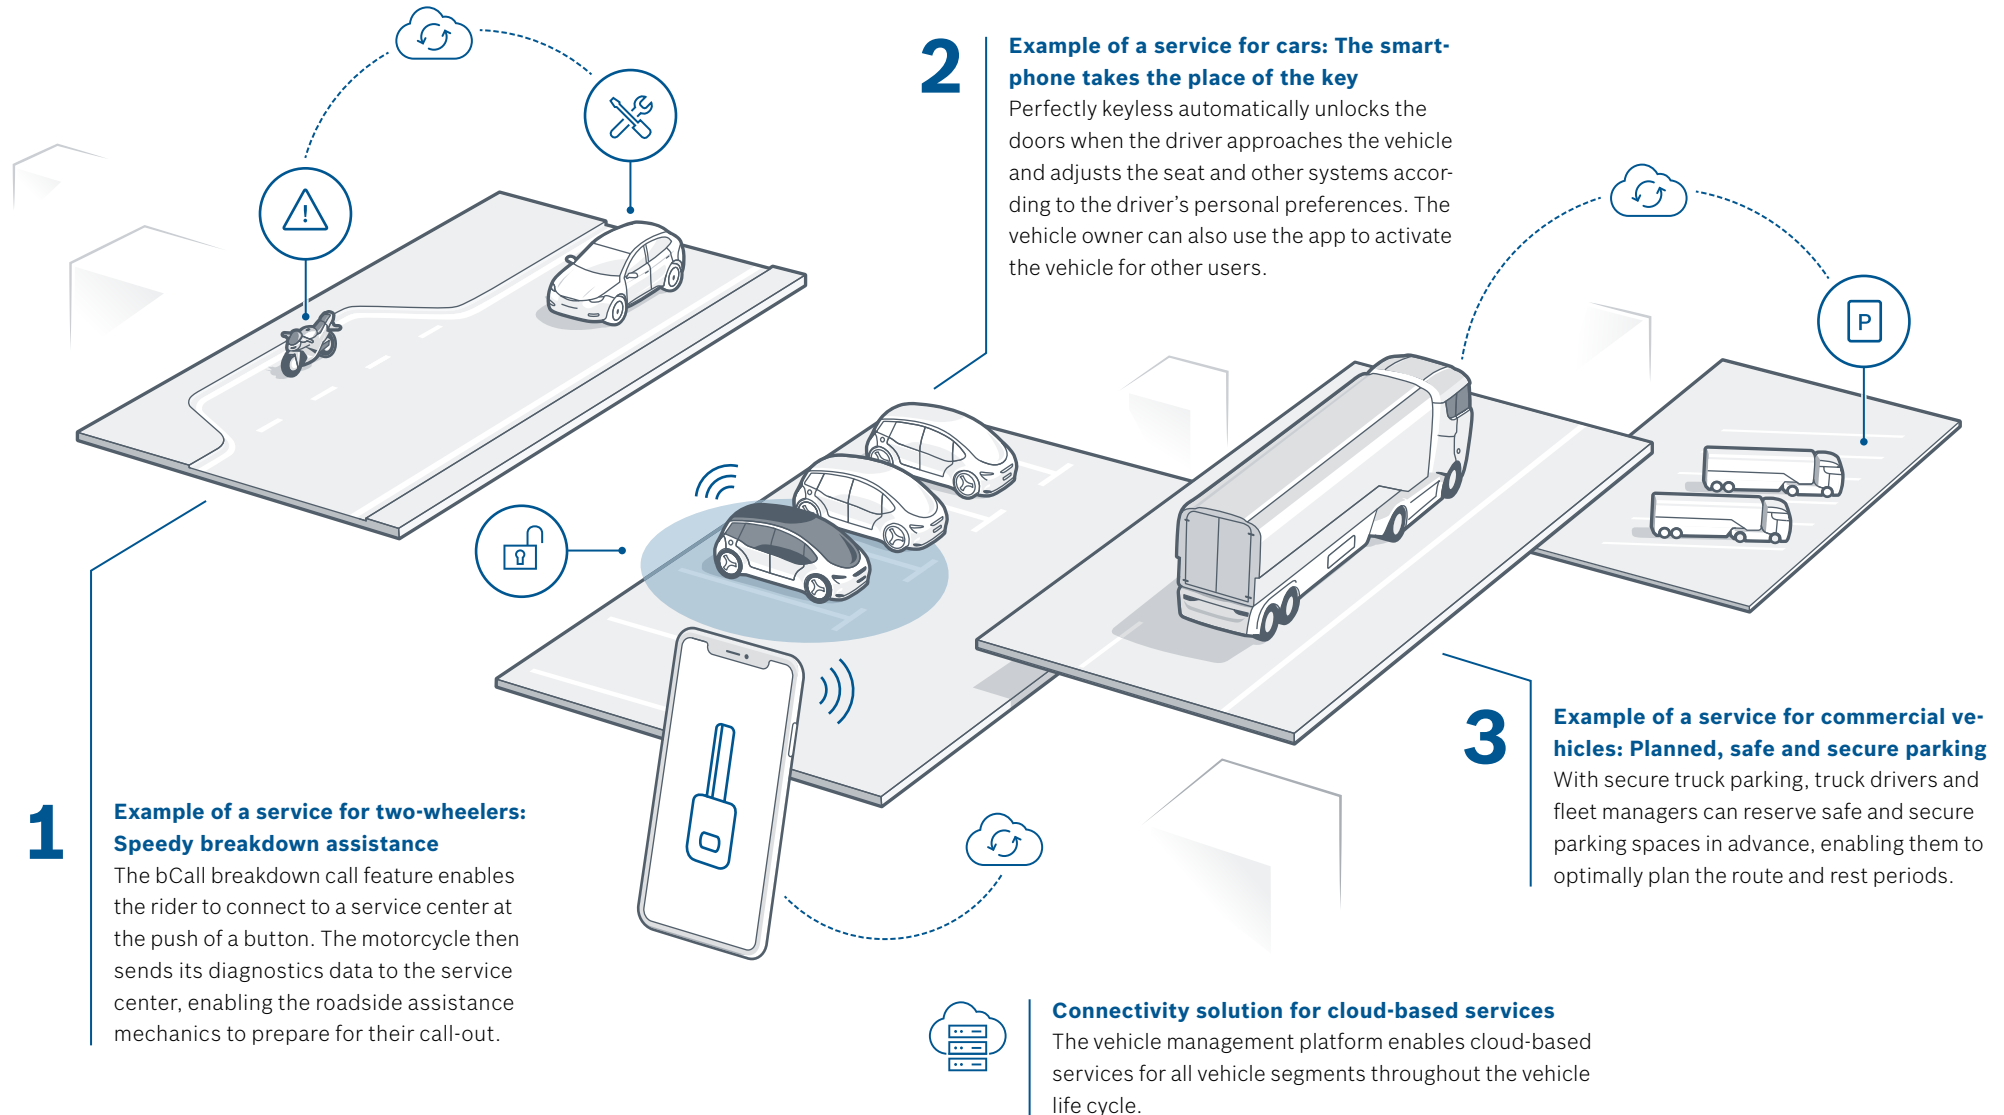 2
Example of a service for cars: The smart-
phone takes the place of the key
Perfectly keyless automatically unlocks the
doors when the driver approaches the vehicle
and adjusts the seat and other systems accor-
ding to the driver’s personal preferences. The
vehicle owner can also use the app to activate
the vehicle for other users.
!
P
1
Example of a service for two-wheelers:
Speedy breakdown assistance
The bCall breakdown call feature enables
the rider to connect to a service center at
the push of a button. The motorcycle then
sends its diagnostics data to the service
center, enabling the roadside assistance
mechanics to prepare for their call-out.
3
Example of a service for commercial ve-
hicles: Planned, safe and secure parking
With secure truck parking, truck drivers and
fleet managers can reserve safe and secure
parking spaces in advance, enabling them to
optimally plan the route and rest periods.
Connectivity solution for cloud-based services
The vehicle management platform enables cloud-based
services for all vehicle segments throughout the vehicle
life cycle.